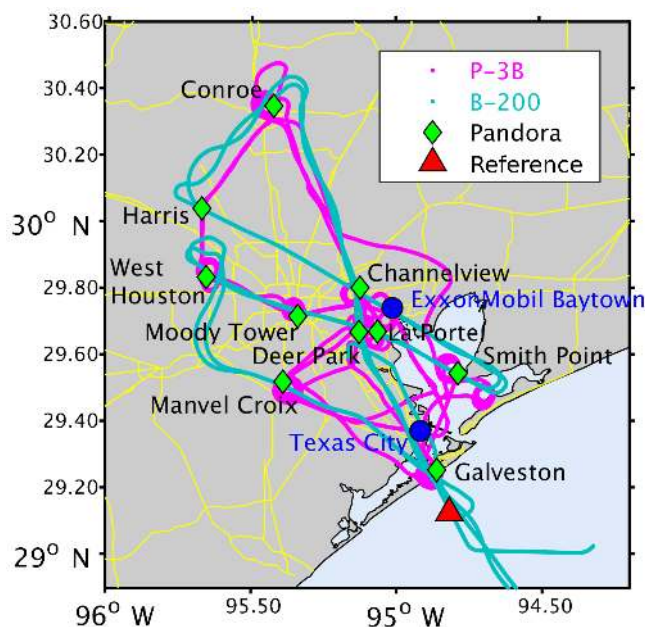 30.60
30.40
30.20
30° N
29.80
29.60
29.40
29.20
29° N
96° W
95.50
95° W
94.50
P-3B
B-200
Pandora
Reference
Conroe
Harris
West
Houston
Channelview
ExxonMobil Baytown
Moody Tower
La Porte
Deer Park
Smith Point
Manvel Croix
Texas City
Galveston